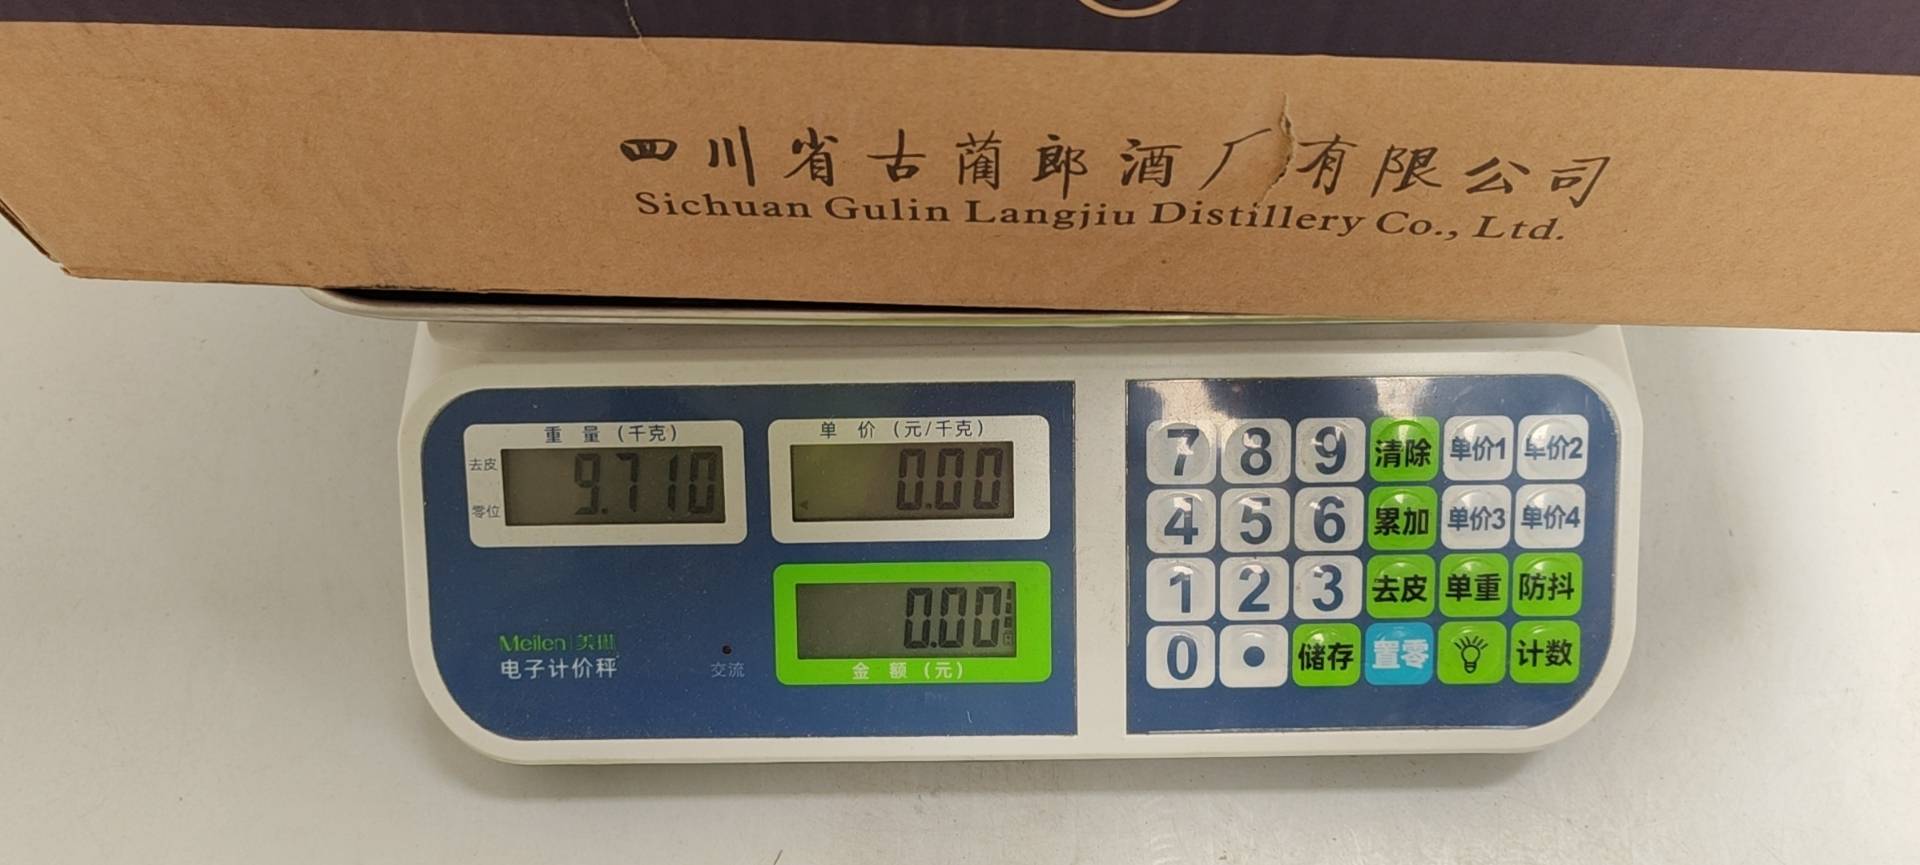 四川省古蔺郎酒厂有限公司
Sichuan Gulin Langjiu Distillery Co., Ltd.
重 量 (千克)
去皮
9.710
零位
单 价 (元/千克)
0.00
0.00
金 额 (元)
Meilen 美琳
电子计价秤
交流
7 8 9 清除 单价1 单价2
4 5 6 累加 单价3 单价4
1 2 3 去皮 单重 防抖
0 • 储存 置零 计数